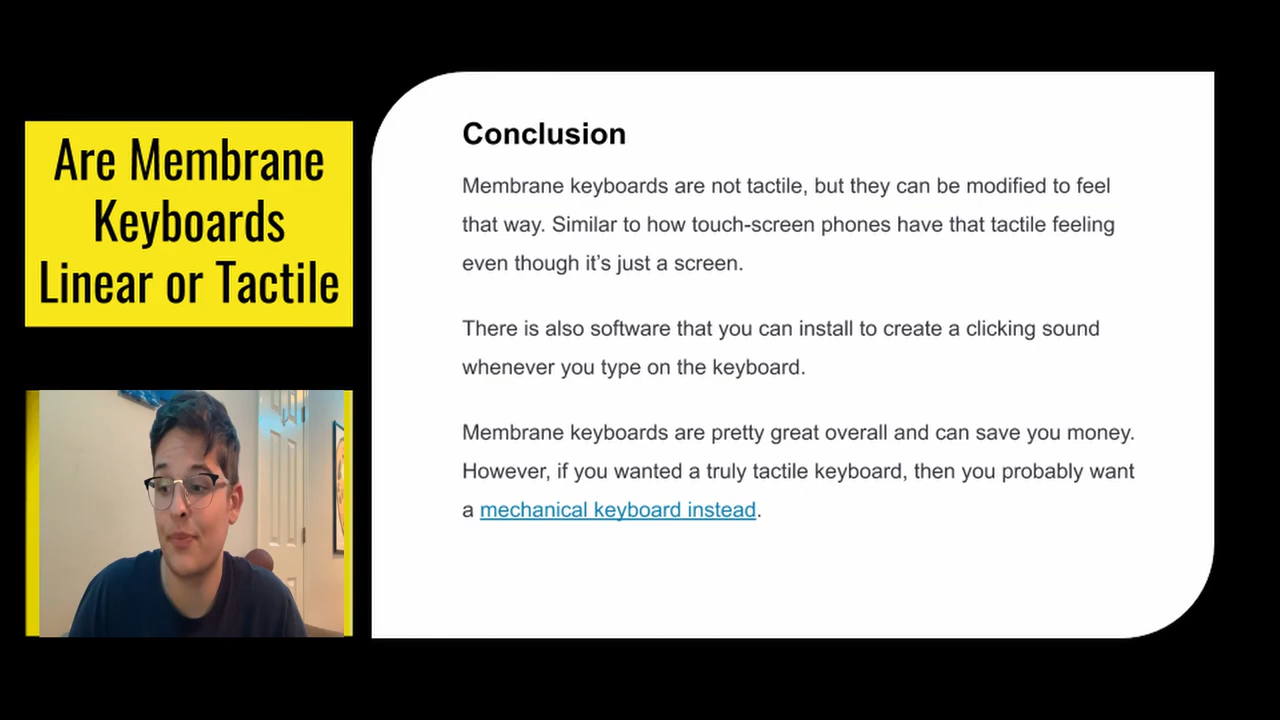 Are Membrane
Keyboards
Linear or Tactile
Conclusion
Membrane keyboards are not tactile, but they can be modified to feel
that way. Similar to how touch-screen phones have that tactile feeling
even though it’s just a screen.
There is also software that you can install to create a clicking sound
whenever you type on the keyboard.
Membrane keyboards are pretty great overall and can save you money.
However, if you wanted a truly tactile keyboard, then you probably want
a mechanical keyboard instead.